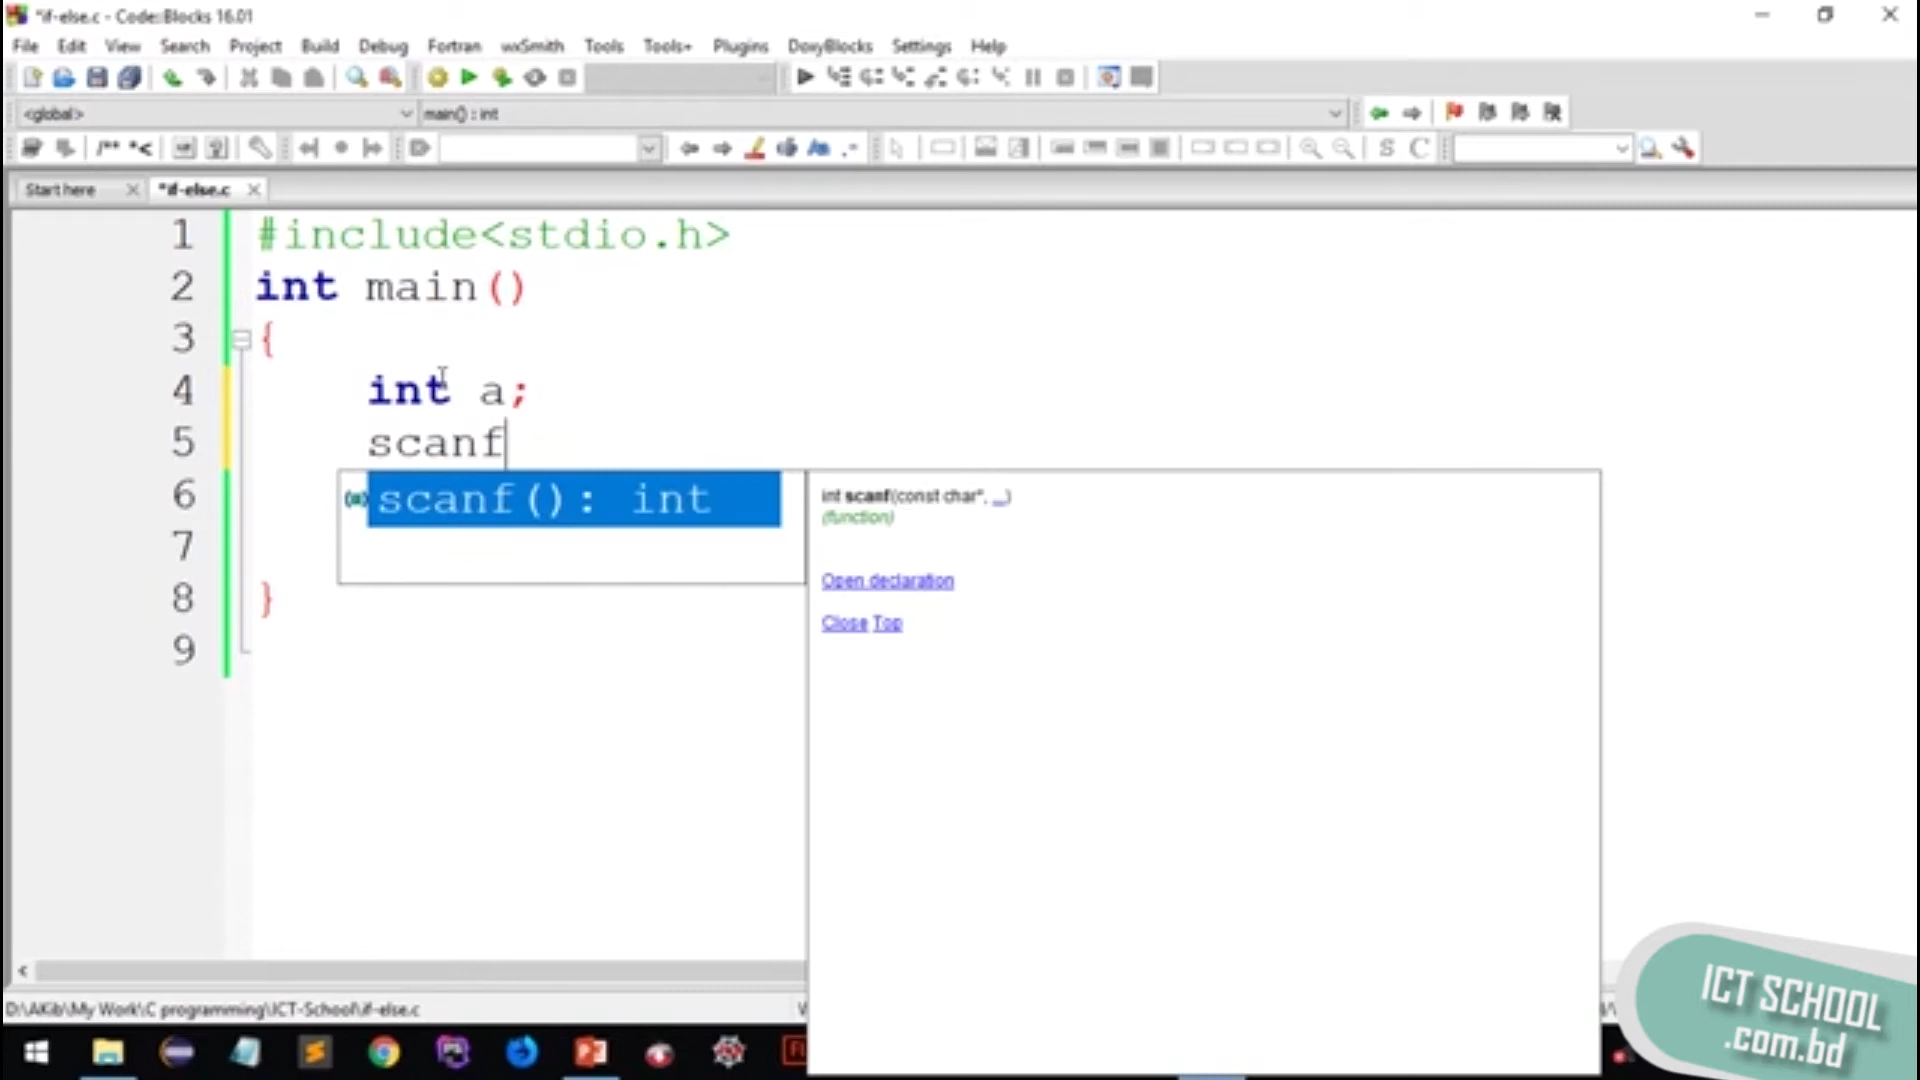 *if-else.c - Code::Blocks 16.01
File Edit View Search Project Build Debug Fortran wxSmith Tools Tools+ Plugins DoxyBlocks Settings Help
<global> main() : int
/** *<
S C
Start here *if-else.c
1 #include<stdio.h>
2 int main()
3 {
4 int a;
5 scanf
6 scanf(): int
7
8 }
9
int scanf(const char*, ...)
(function)
Open declaration
Close Top
D:\AKib\My Work\C programming\ICT-School\if-else.c
ICT SCHOOL
.com.bd